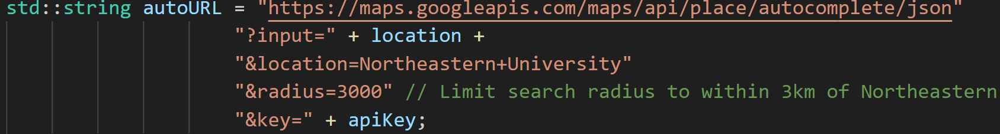 std::string autoURL = "https://maps.googleapis.com/maps/api/place/autocomplete/json"
"?input=" + location +
"&location=Northeastern+University"
"&radius=3000" // Limit search radius to within 3km of Northeastern
"&key=" + apiKey;